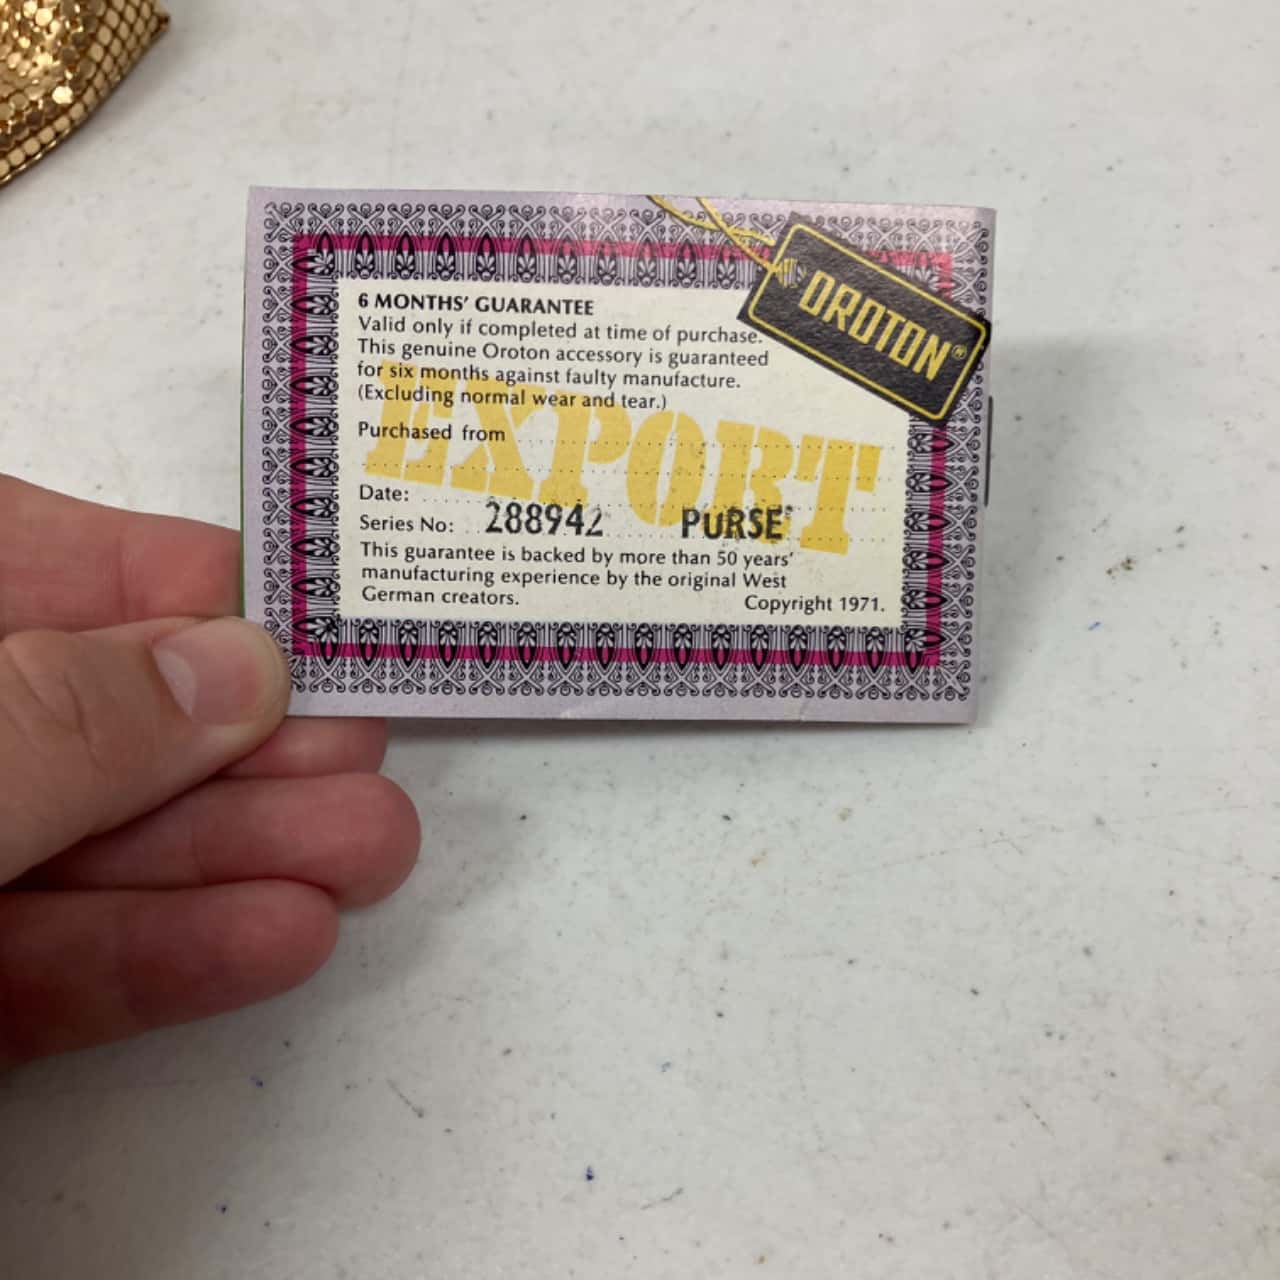 OROTON®
6 MONTHS' GUARANTEE
Valid only if completed at time of purchase.
This genuine Oroton accessory is guaranteed
for six months against faulty manufacture.
(Excluding normal wear and tear.)
EXPORT
Purchased from
Date:
Series No: 288942 PURSE
This guarantee is backed by more than 50 years'
manufacturing experience by the original West
German creators. Copyright 1971.